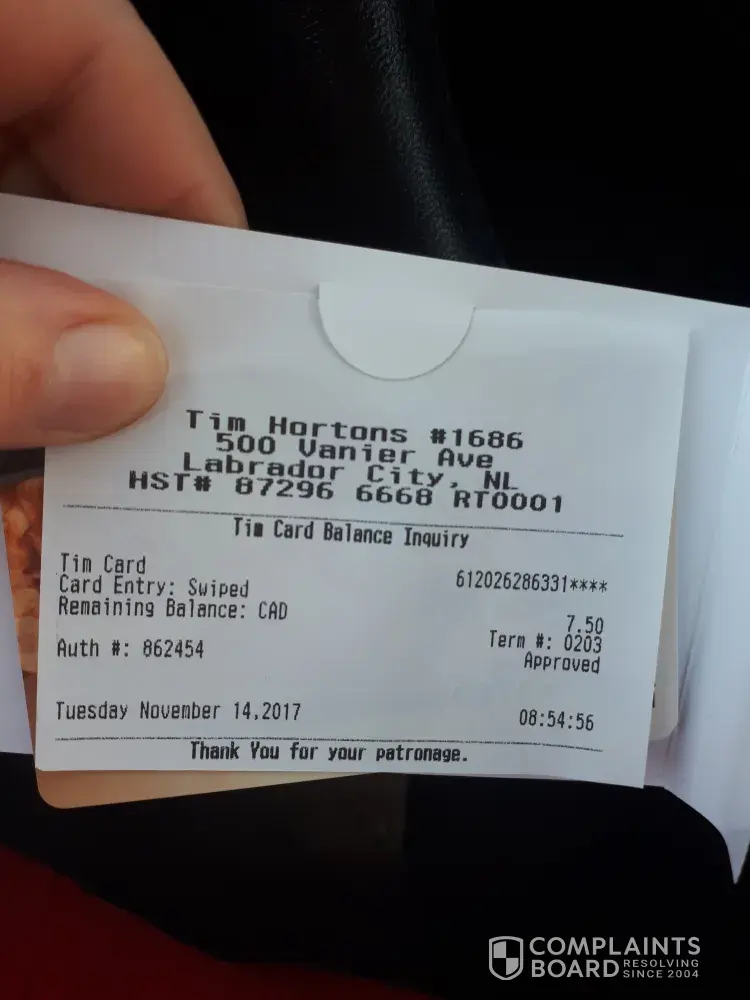 Tim Hortons #1686
500 Vanier Ave
Labrador City, NL
HST# 87296 6668 RT0001
Tim Card Balance Inquiry
Tim Card
612026286331****
Card Entry: Swiped
Remaining Balance: CAD
7.50
Term #: 0203
Auth #: 862454
Approved
Tuesday November 14,2017
08:54:56
Thank You for your patronage.
COMPLAINTS
BOARD RESOLVING SINCE 2004